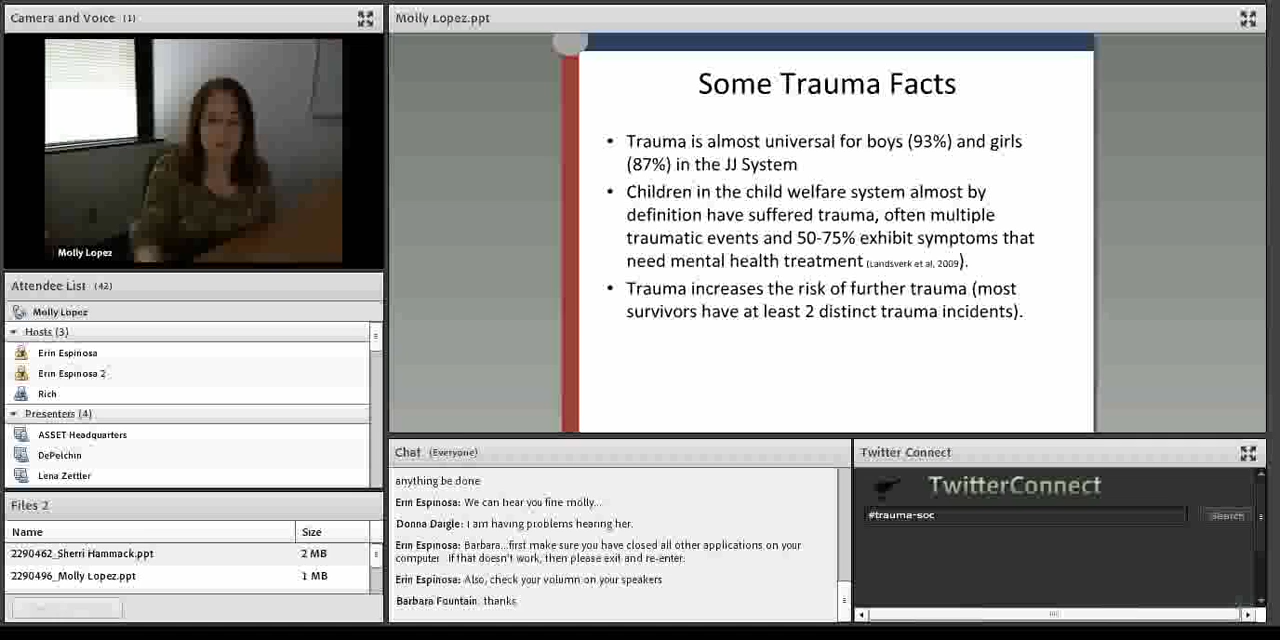 Camera and Voice (1)
Molly Lopez
Attendee List (42)
Molly Lopez
Hosts (3)
Erin Espinosa
Erin Espinosa 2
Rich
Presenters (4)
ASSET Headquarters
DePelchin
Lena Zettler
Files 2
Name Size
2290462_Sherri Hammack.ppt 2 MB
2290496_Molly Lopez.ppt 1 MB
Molly Lopez.ppt
Some Trauma Facts
• Trauma is almost universal for boys (93%) and girls
(87%) in the JJ System
• Children in the child welfare system almost by
definition have suffered trauma, often multiple
traumatic events and 50-75% exhibit symptoms that
need mental health treatment (Landsverk et al, 2009).
• Trauma increases the risk of further trauma (most
survivors have at least 2 distinct trauma incidents).
Chat (Everyone)
anything be done
Erin Espinosa: We can hear you fine molly...
Donna Daigle: I am having problems hearing her.
Erin Espinosa: Barbara...first make sure you have closed all other applications on your
computer. If that doesn't work, then please exit and re-enter.
Erin Espinosa: Also, check your volumn on your speakers
Barbara Fountain: thanks
Twitter Connect
TwitterConnect
#trauma-soc
Search